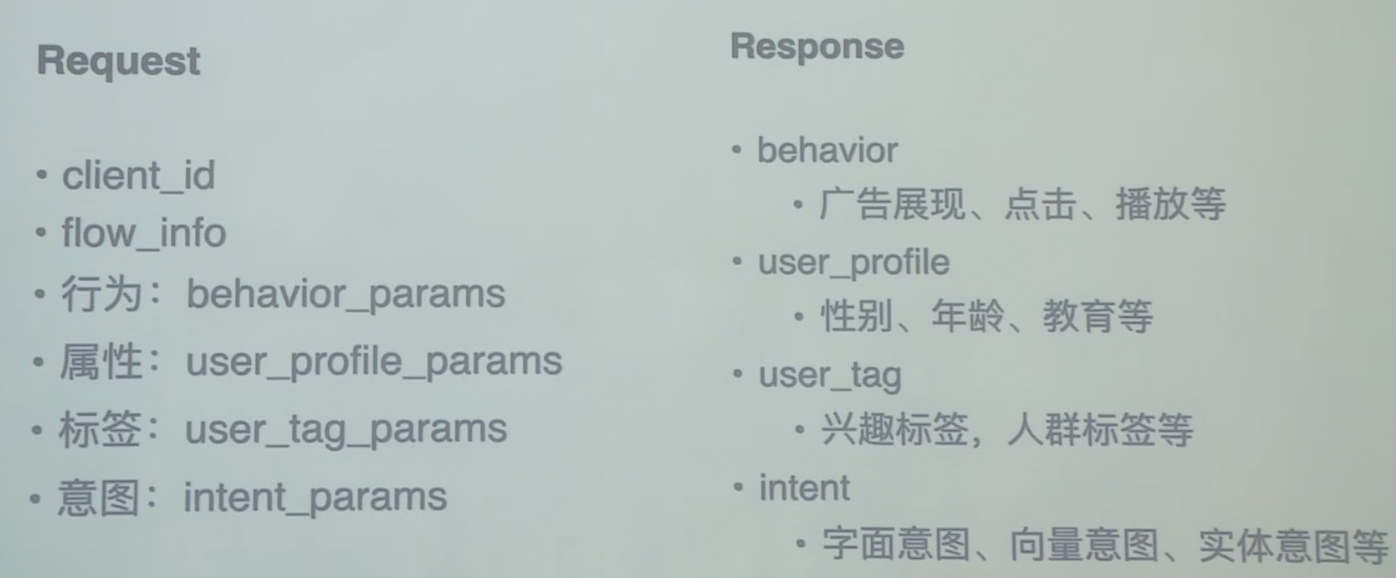 Request
• client_id
• flow_info
• 行为：behavior_params
• 属性：user_profile_params
• 标签：user_tag_params
• 意图：intent_params
Response
• behavior
• 广告展现、点击、播放等
• user_profile
• 性别、年龄、教育等
• user_tag
• 兴趣标签，人群标签等
• intent
• 字面意图、向量意图、实体意图等